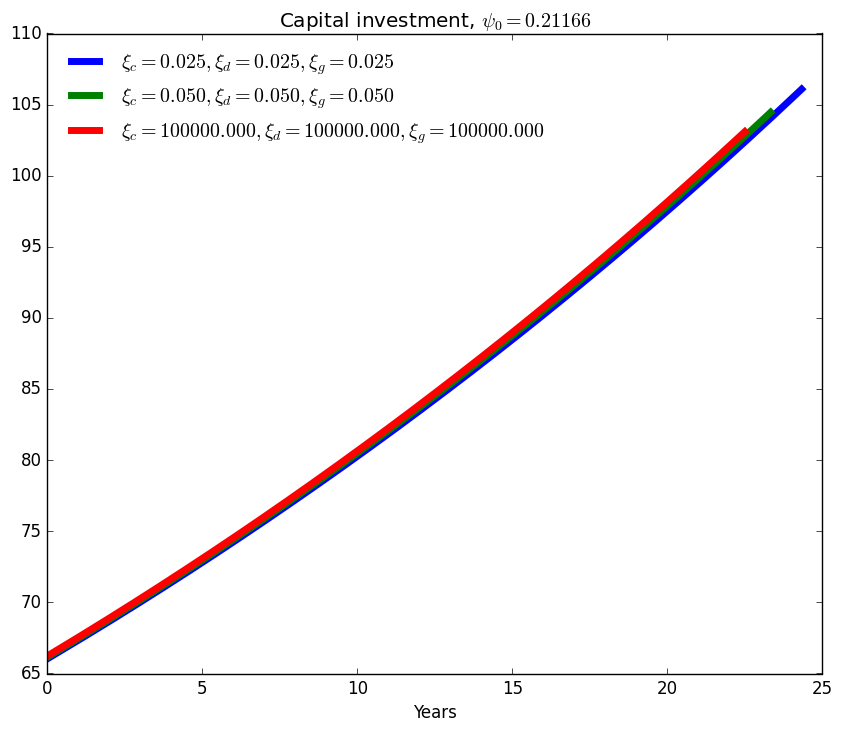 Capital investment, ψ₀ = 0.21166
110
105
100
95
90
85
80
75
70
65
ξ_c = 0.025, ξ_d = 0.025, ξ_g = 0.025
ξ_c = 0.050, ξ_d = 0.050, ξ_g = 0.050
ξ_c = 100000.000, ξ_d = 100000.000, ξ_g = 100000.000
0 5 10 15 20 25
Years